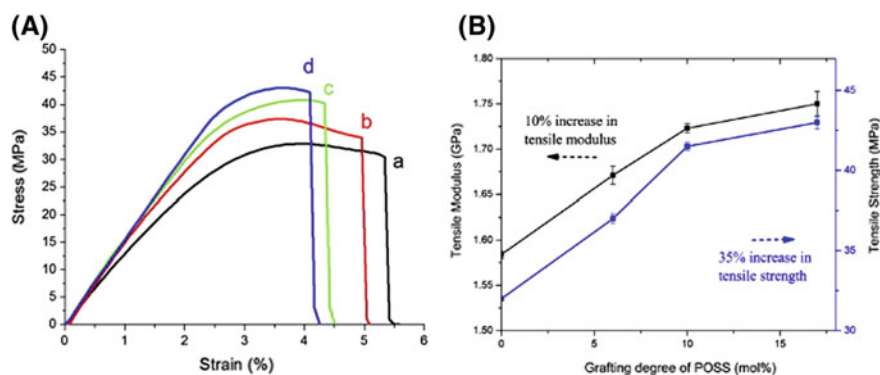 (A)
50
45
40
35
30
25
20
15
10
5
0
Stress (MPa)
d
c
b
a
0
1
2
3
4
5
6
Strain (%)
(B)
1.80
1.75
1.70
1.65
1.60
1.55
1.50
Tensile Modulus (GPa)
10% increase in
tensile modulus
35% increase in
tensile strength
45
40
35
30
Tensile Strength (MPa)
0
5
10
15
Grafting degree of POSS (mol%)